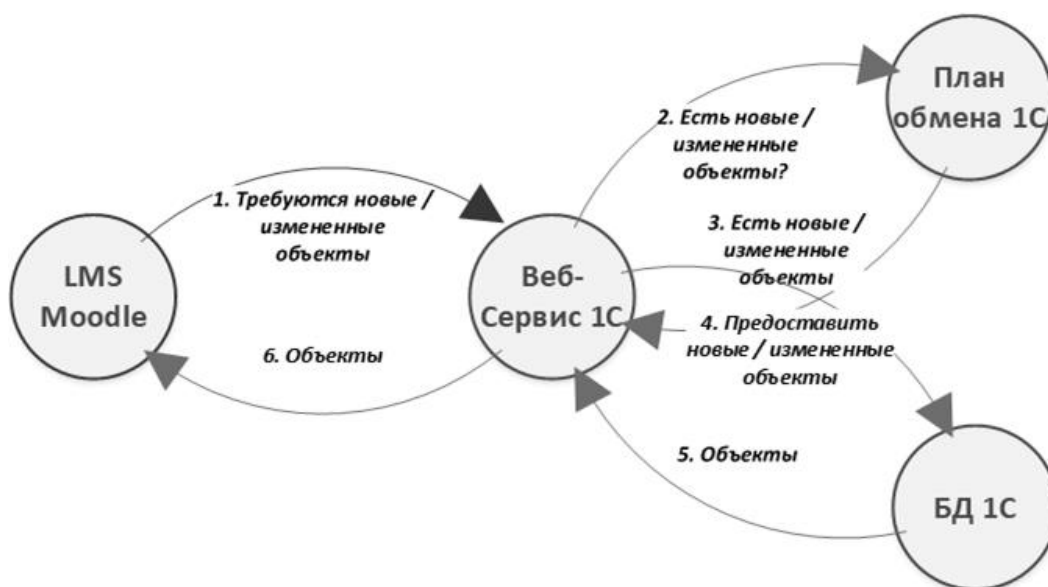 LMS
Moodle
1. Требуются новые /
измененные
объекты
Веб-
Сервис 1С
2. Есть новые /
измененные
объекты?
План
обмена 1С
3. Есть новые /
измененные
объекты
4. Предоставить
новые / измененные
объекты
БД 1С
5. Объекты
6. Объекты